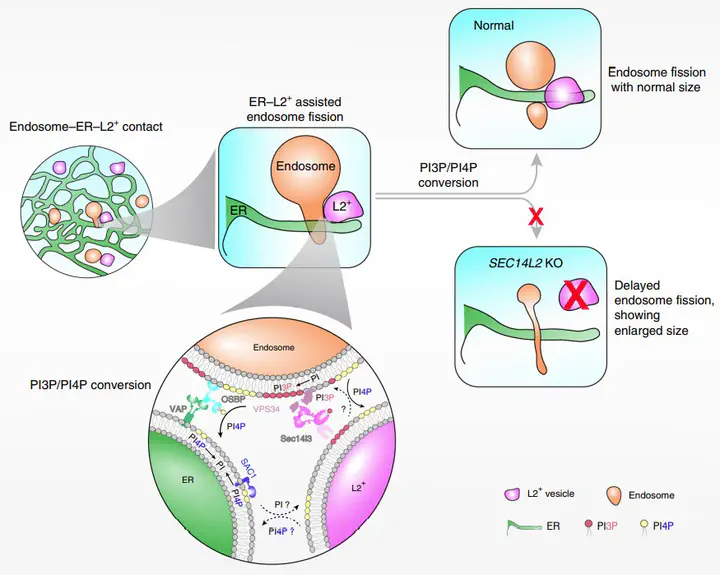 Normal
Endosome fission
with normal size
ER–L2⁺ assisted
endosome fission
Endosome–ER–L2⁺ contact
Endosome
ER
L2⁺
PI3P/PI4P
conversion
X
SEC14L2 KO
X
Delayed
endosome fission,
showing
enlarged size
PI3P/PI4P conversion
Endosome
PI3P
PI
OSBP
VAP
VPS34
PI3P
PI4P
?
Sec14l3
PI4P
PI4P
PI
PI4P
SAC1
ER
L2⁺
PI ?
PI4P ?
L2⁺ vesicle
Endosome
ER
PI3P
PI4P